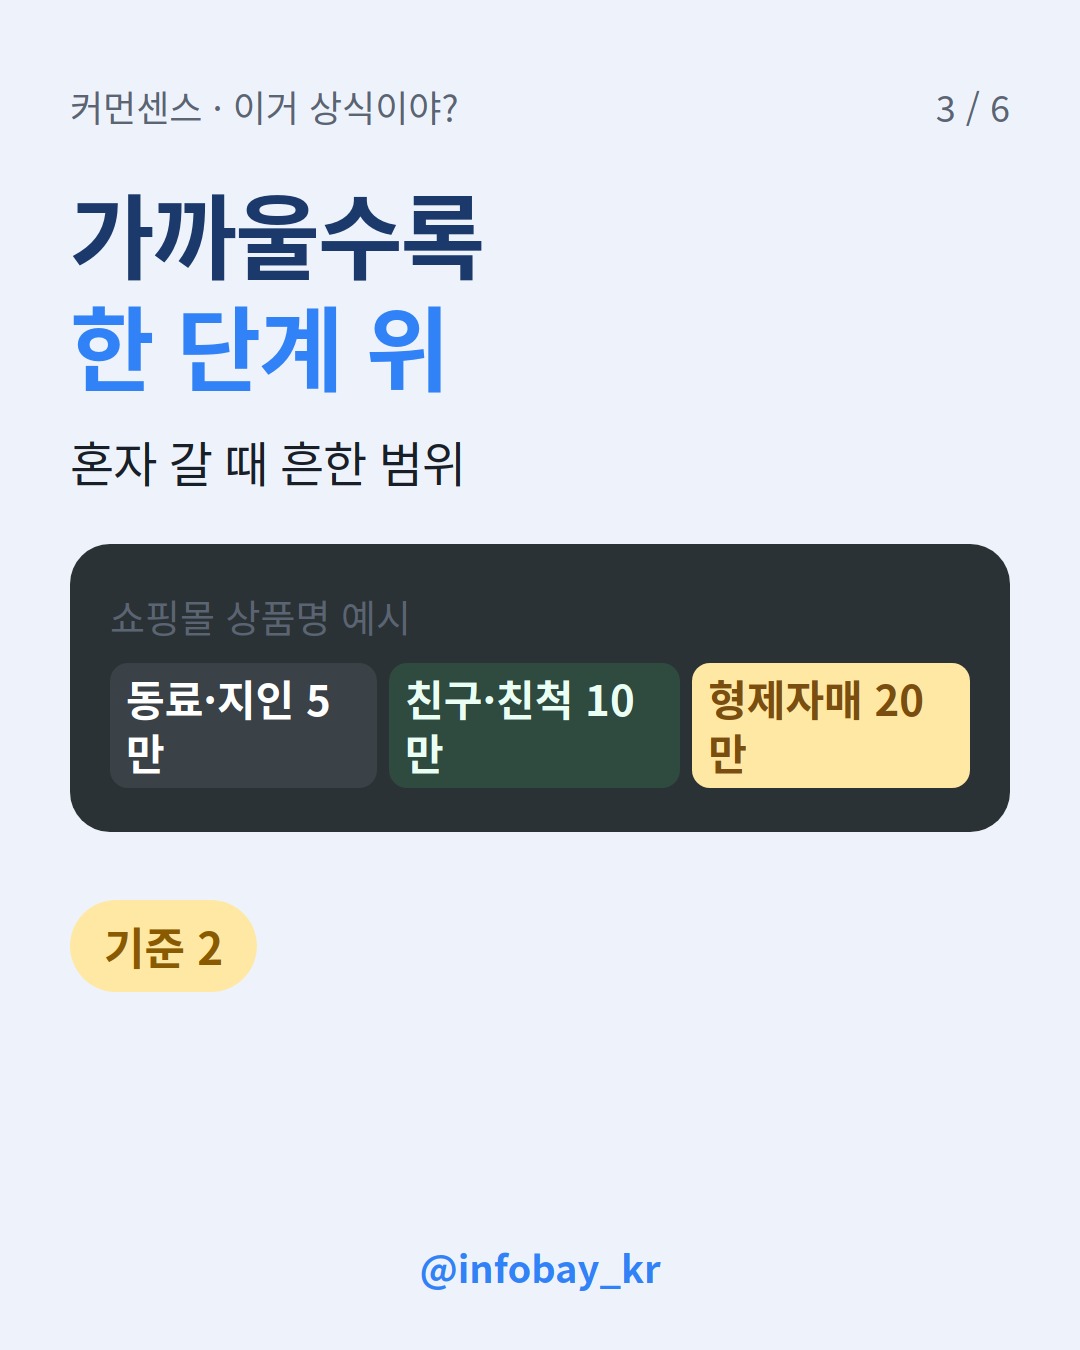 커먼센스 · 이거 상식이야?
3 / 6
가까울수록
한 단계 위
혼자 갈 때 흔한 범위
쇼핑몰 상품명 예시
동료·지인 5
만
친구·친척 10
만
형제자매 20
만
기준 2
@infobay_kr